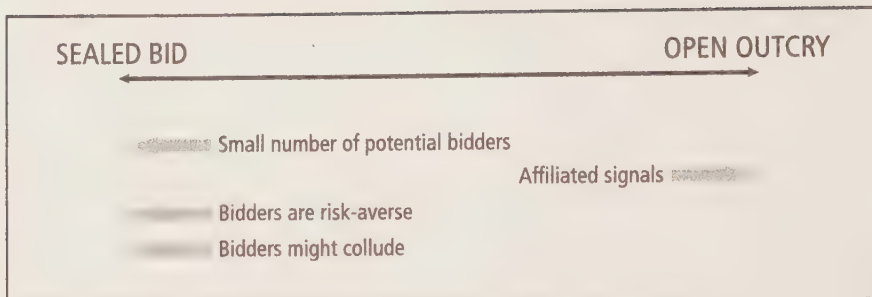 SEALED BID OPEN OUTCRY
Small number of potential bidders
Affiliated signals
Bidders are risk-averse
Bidders might collude